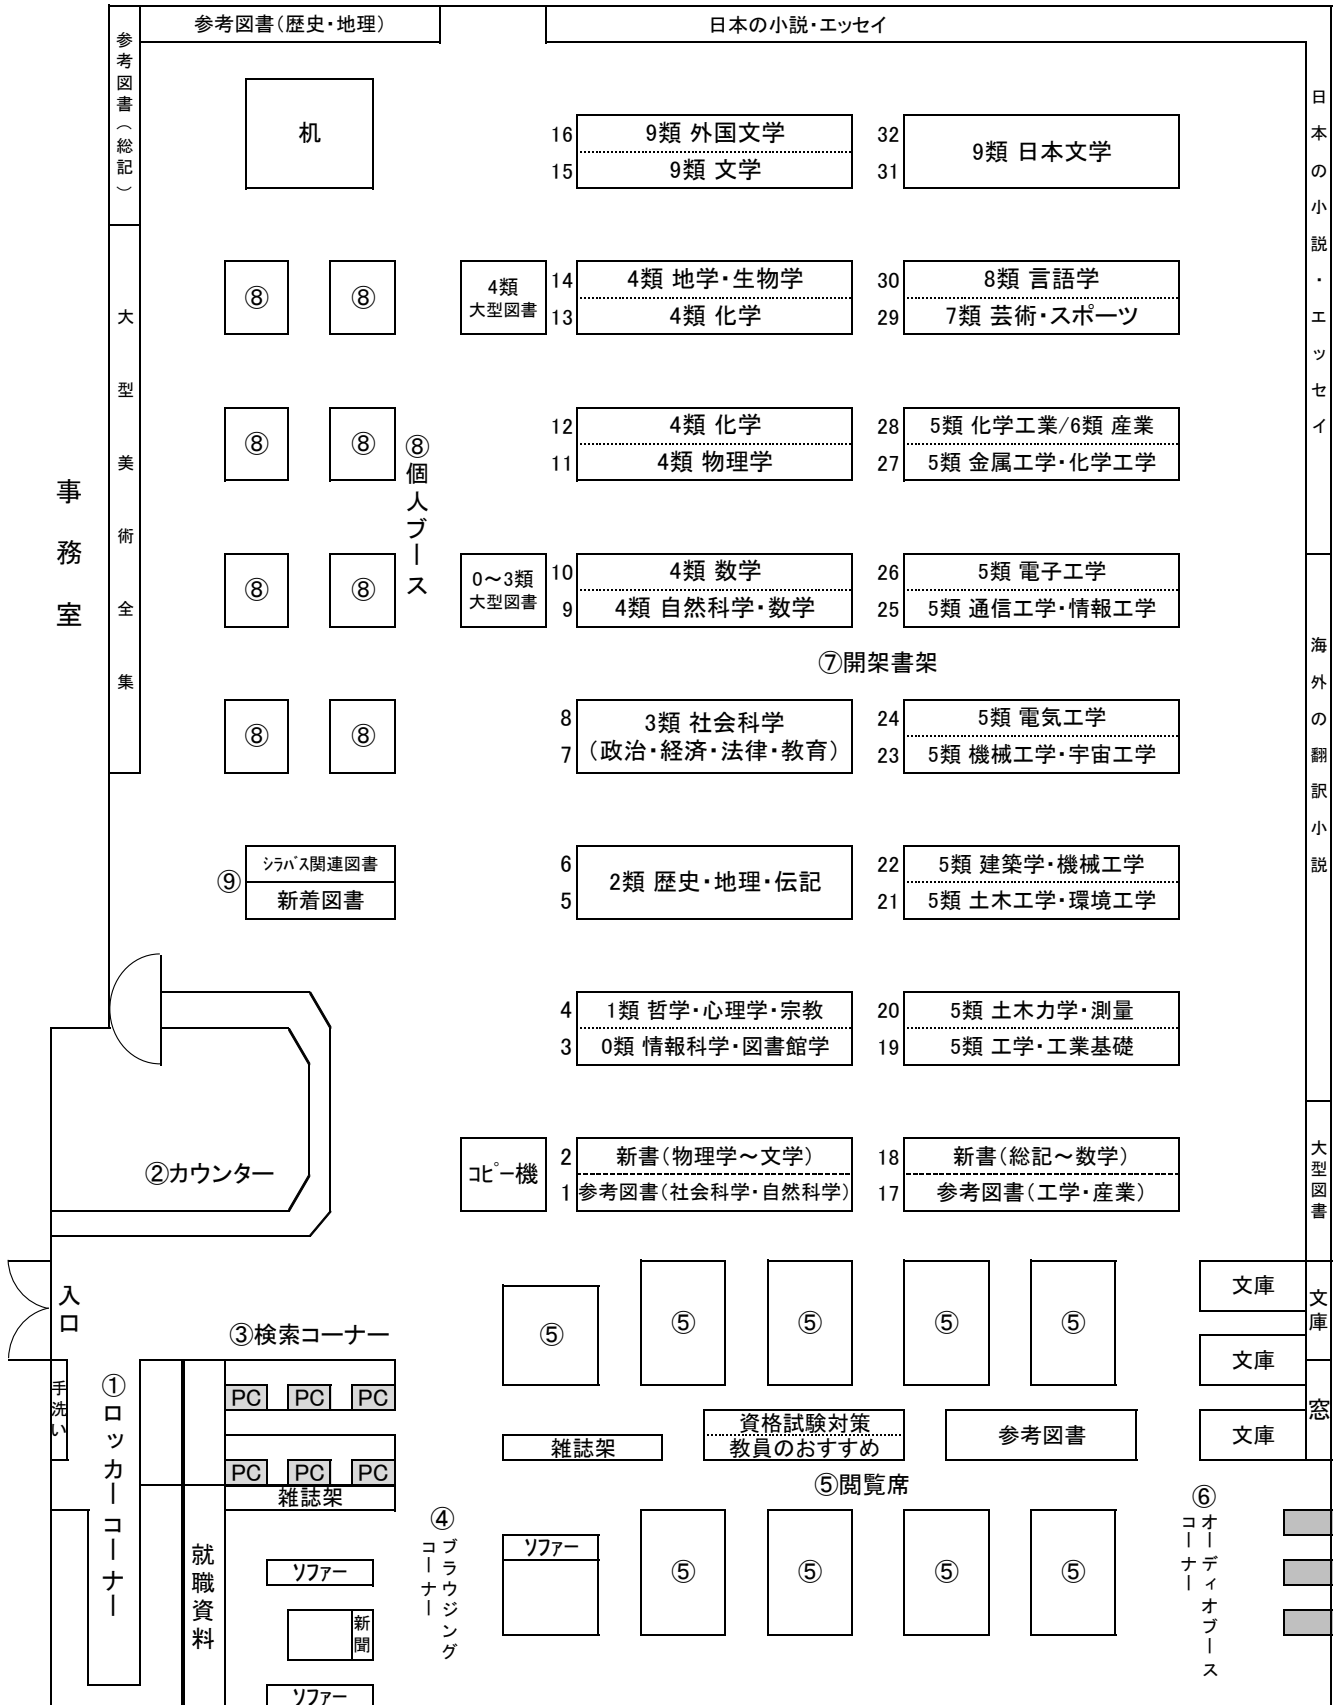 参考図書(歴史・地理)
日本の小説・エッセイ
参考図書(総記)
日本の小説・エッセイ
机
16 9類 外国文学
15 9類 文学
32
31
9類 日本文学
大型美術全集
⑧ ⑧
4類
大型図書
14 4類 地学・生物学
13 4類 化学
30 8類 言語学
29 7類 芸術・スポーツ
⑧ ⑧
⑧個人ブース
12 4類 化学
11 4類 物理学
28 5類 化学工業/6類 産業
27 5類 金属工学・化学工学
事務室
⑧ ⑧
0~3類
大型図書
10 4類 数学
9 4類 自然科学・数学
26 5類 電子工学
25 5類 通信工学・情報工学
⑦開架書架
海外の翻訳小説
⑧ ⑧
8 3類 社会科学
7 (政治・経済・法律・教育)
24 5類 電気工学
23 5類 機械工学・宇宙工学
⑨
シラバス関連図書
新着図書
6
5
2類 歴史・地理・伝記
22 5類 建築学・機械工学
21 5類 土木工学・環境工学
4 1類 哲学・心理学・宗教
3 0類 情報科学・図書館学
20 5類 土木力学・測量
19 5類 工学・工業基礎
②カウンター
コピー機
2 新書(物理学~文学)
1 参考図書(社会科学・自然科学)
18 新書(総記~数学)
17 参考図書(工学・産業)
大型図書
入口
③検索コーナー
⑤ ⑤ ⑤ ⑤ ⑤
文庫
文庫
文庫
文庫
窓
手洗い
①ロッカーコーナー
PC PC PC
PC PC PC
雑誌架
雑誌架
資格試験対策
教員のおすすめ
参考図書
⑤閲覧席
就職資料
ソファー
新聞
ソファー
④
ブラウジング
コーナー
ソファー
⑤ ⑤ ⑤ ⑤
⑥
オーディオブース
コーナー